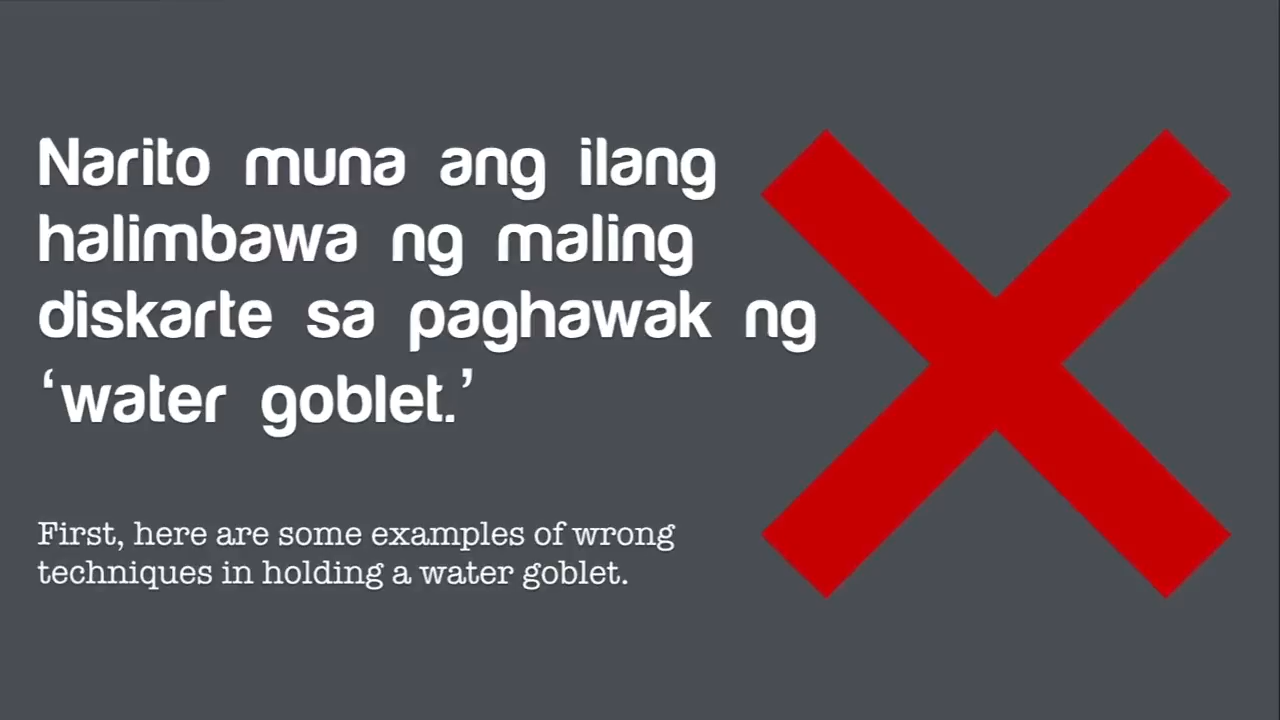 Narito muna ang ilang
halimbawa ng maling
diskarte sa paghawak ng
‘water goblet.’
First, here are some examples of wrong
techniques in holding a water goblet.